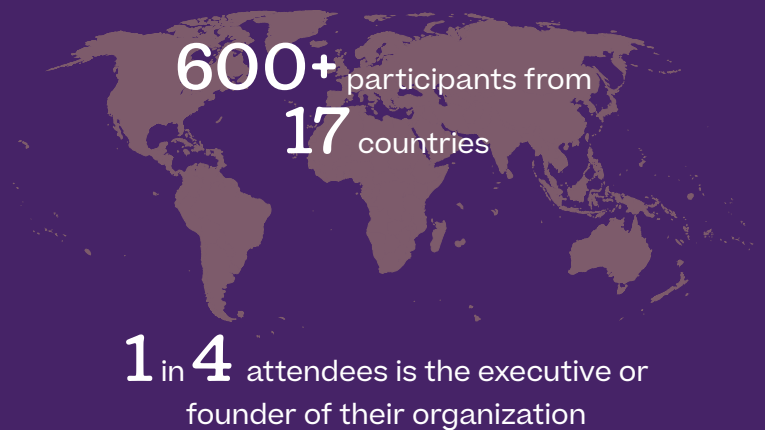 600+ participants from
17 countries
1 in 4 attendees is the executive or
founder of their organization